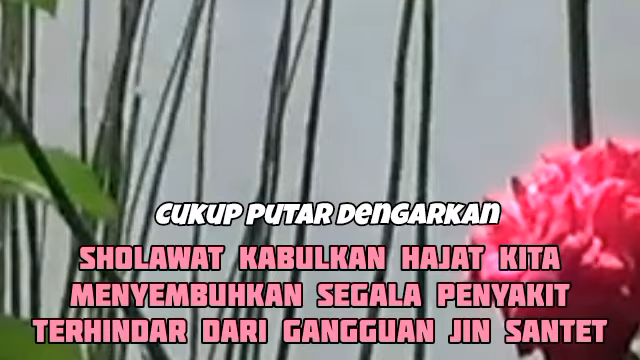 CUKUP PUTAR DENGARKAN
SHOLAWAT KABULKAN HAJAT KITA
MENYEMBUHKAN SEGALA PENYAKIT
TERHINDAR DARI GANGGUAN JIN SANTET